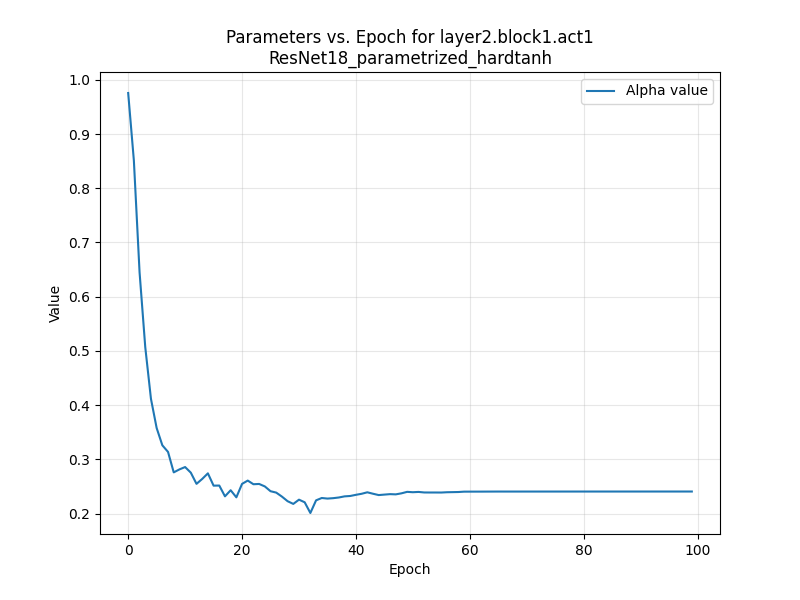 Parameters vs. Epoch for layer2.block1.act1
ResNet18_parametrized_hardtanh
Alpha value
1.0
0.9
0.8
0.7
0.6
0.5
0.4
0.3
0.2
Value
0 20 40 60 80 100
Epoch